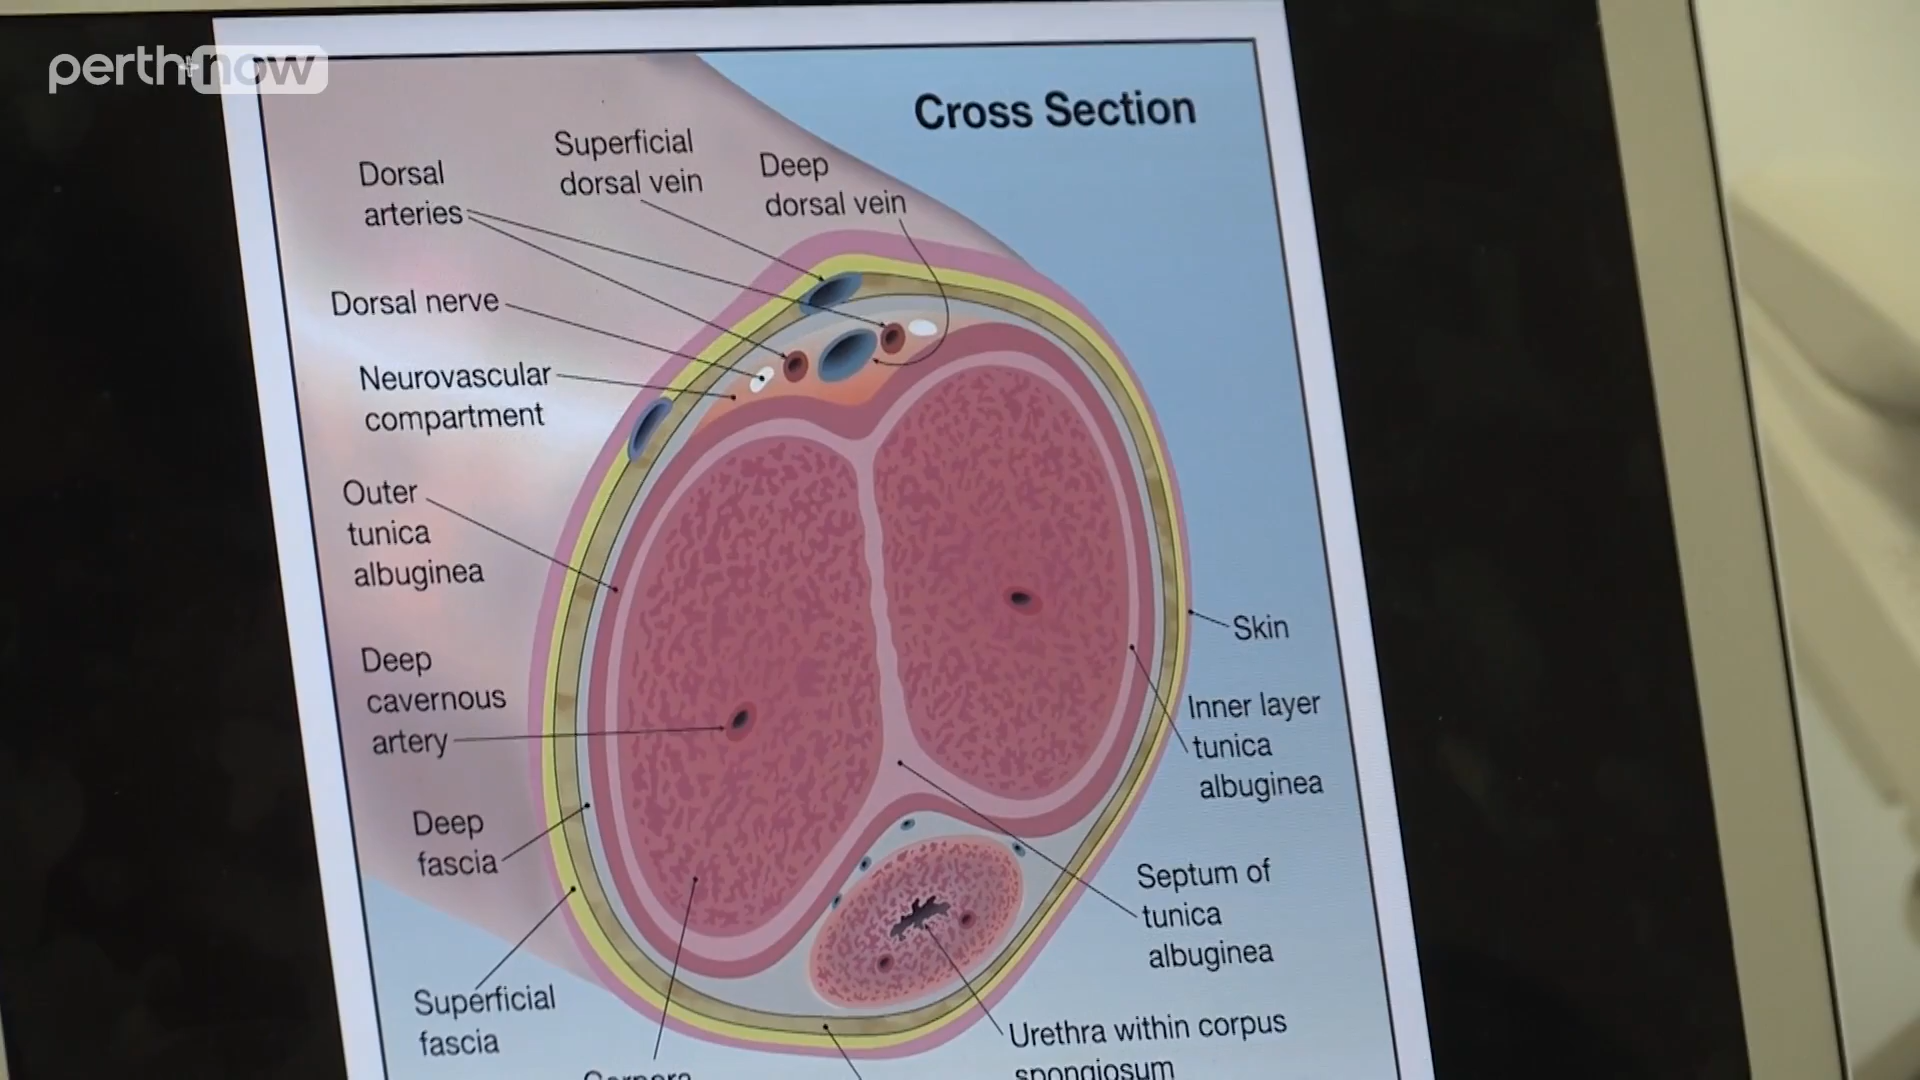 perthnow
Cross Section
Superficial
dorsal vein
Dorsal
arteries
Deep
dorsal vein
Dorsal nerve
Neurovascular
compartment
Outer
tunica
albuginea
Deep
cavernous
artery
Deep
fascia
Superficial
fascia
Skin
Inner layer
tunica
albuginea
Septum of
tunica
albuginea
Urethra within corpus
spongiosum
Corpora